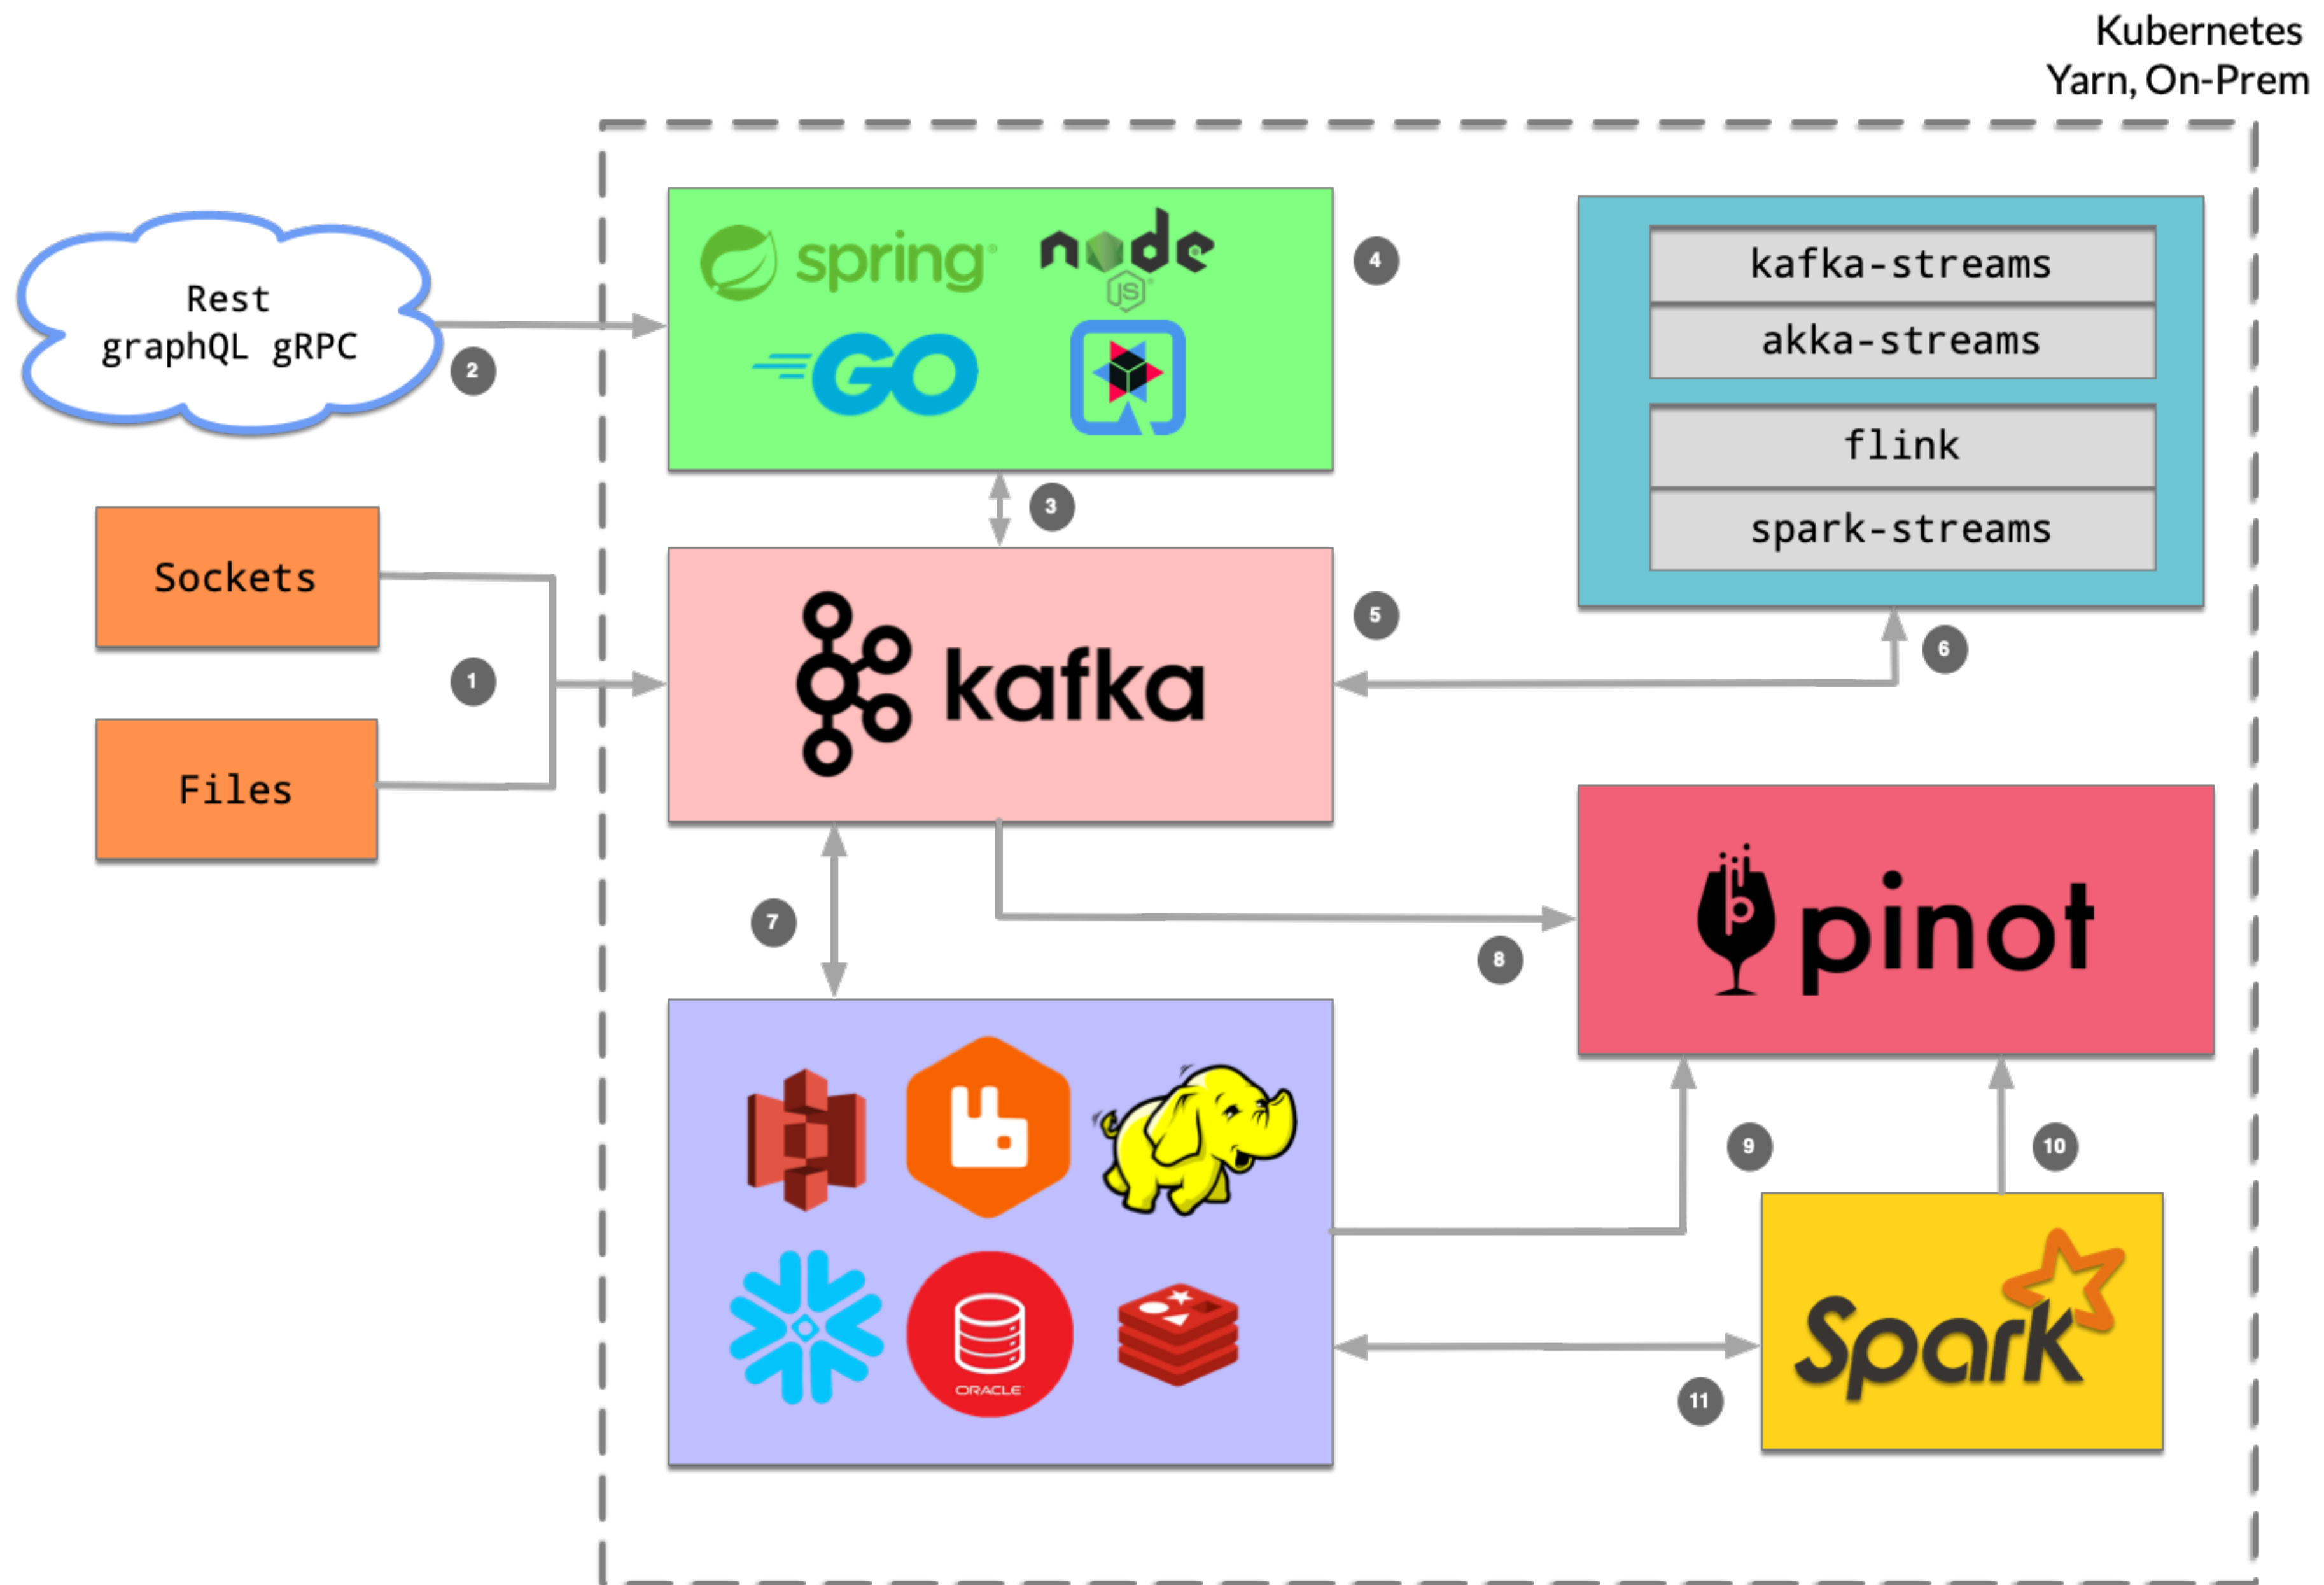 Kubernetes
Yarn, On-Prem
spring
node
JS
4
kafka-streams
akka-streams
flink
spark-streams
Rest
graphQL gRPC
2
GO
3
Sockets
1
Files
kafka
5
6
7
8
pinot
9
10
ORACLE
Spark
11